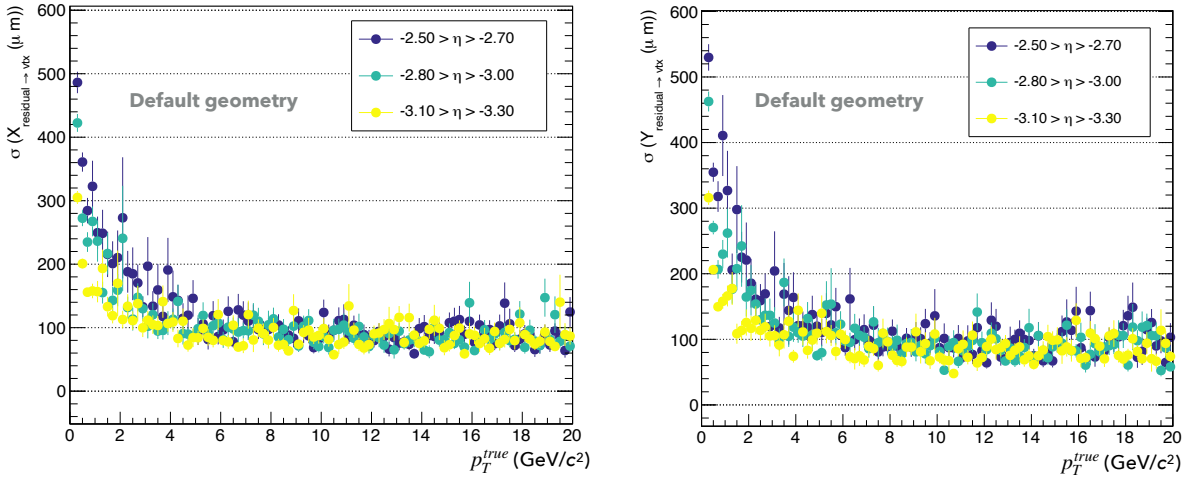 σ (X residual → vtx (μ m))
600
500
400
300
200
100
0
Default geometry
-2.50 > η > -2.70
-2.80 > η > -3.00
-3.10 > η > -3.30
0 2 4 6 8 10 12 14 16 18 20
p_T^true (GeV/c²)
σ (Y residual → vtx (μ m))
600
500
400
300
200
100
0
Default geometry
-2.50 > η > -2.70
-2.80 > η > -3.00
-3.10 > η > -3.30
0 2 4 6 8 10 12 14 16 18 20
p_T^true (GeV/c²)